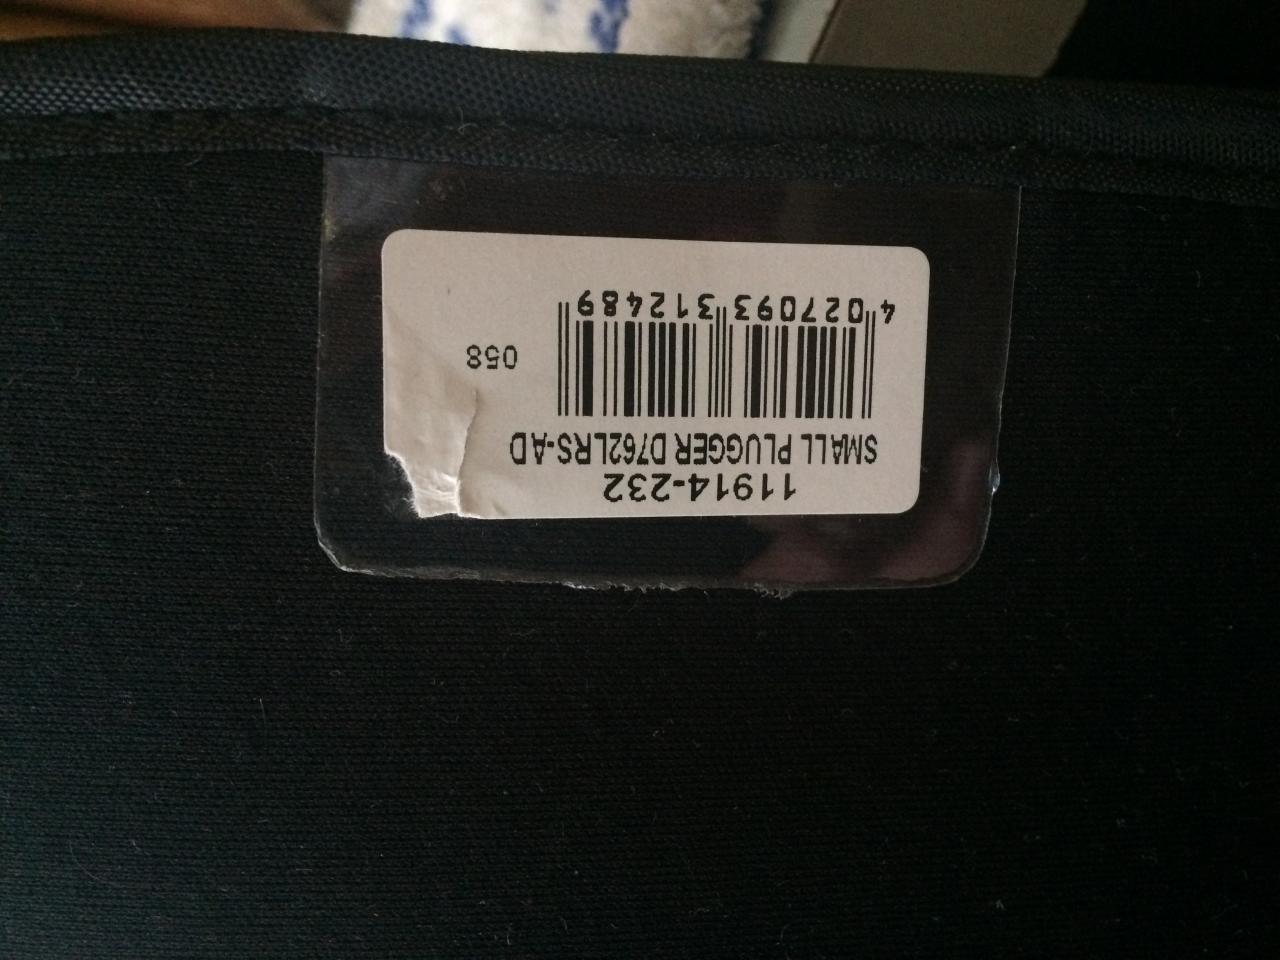 11914-232
SMALL PLUGGER D762LRS-AD
058
4 027093 312489